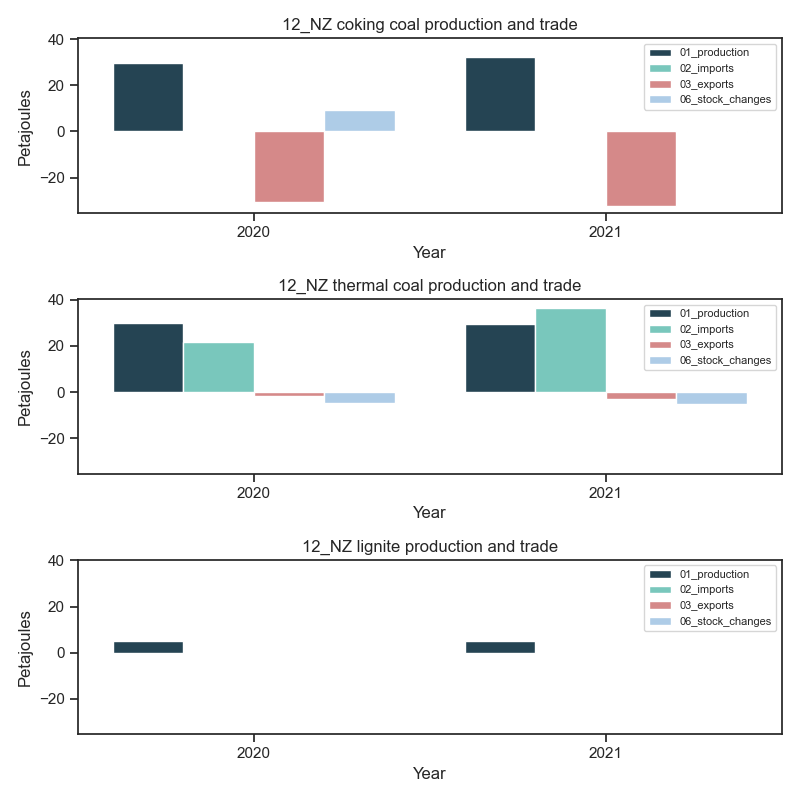 12_NZ coking coal production and trade
40
20
0
−20
Petajoules
01_production
02_imports
03_exports
06_stock_changes
2020
2021
Year
12_NZ thermal coal production and trade
40
20
0
−20
Petajoules
01_production
02_imports
03_exports
06_stock_changes
2020
2021
Year
12_NZ lignite production and trade
40
20
0
−20
Petajoules
01_production
02_imports
03_exports
06_stock_changes
2020
2021
Year